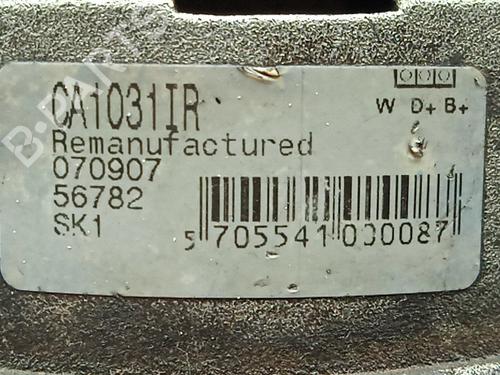 CA1031IR
W D+ B+
Remanufactured
070907
56782
SK1
5 705541 000087
B-PARTS